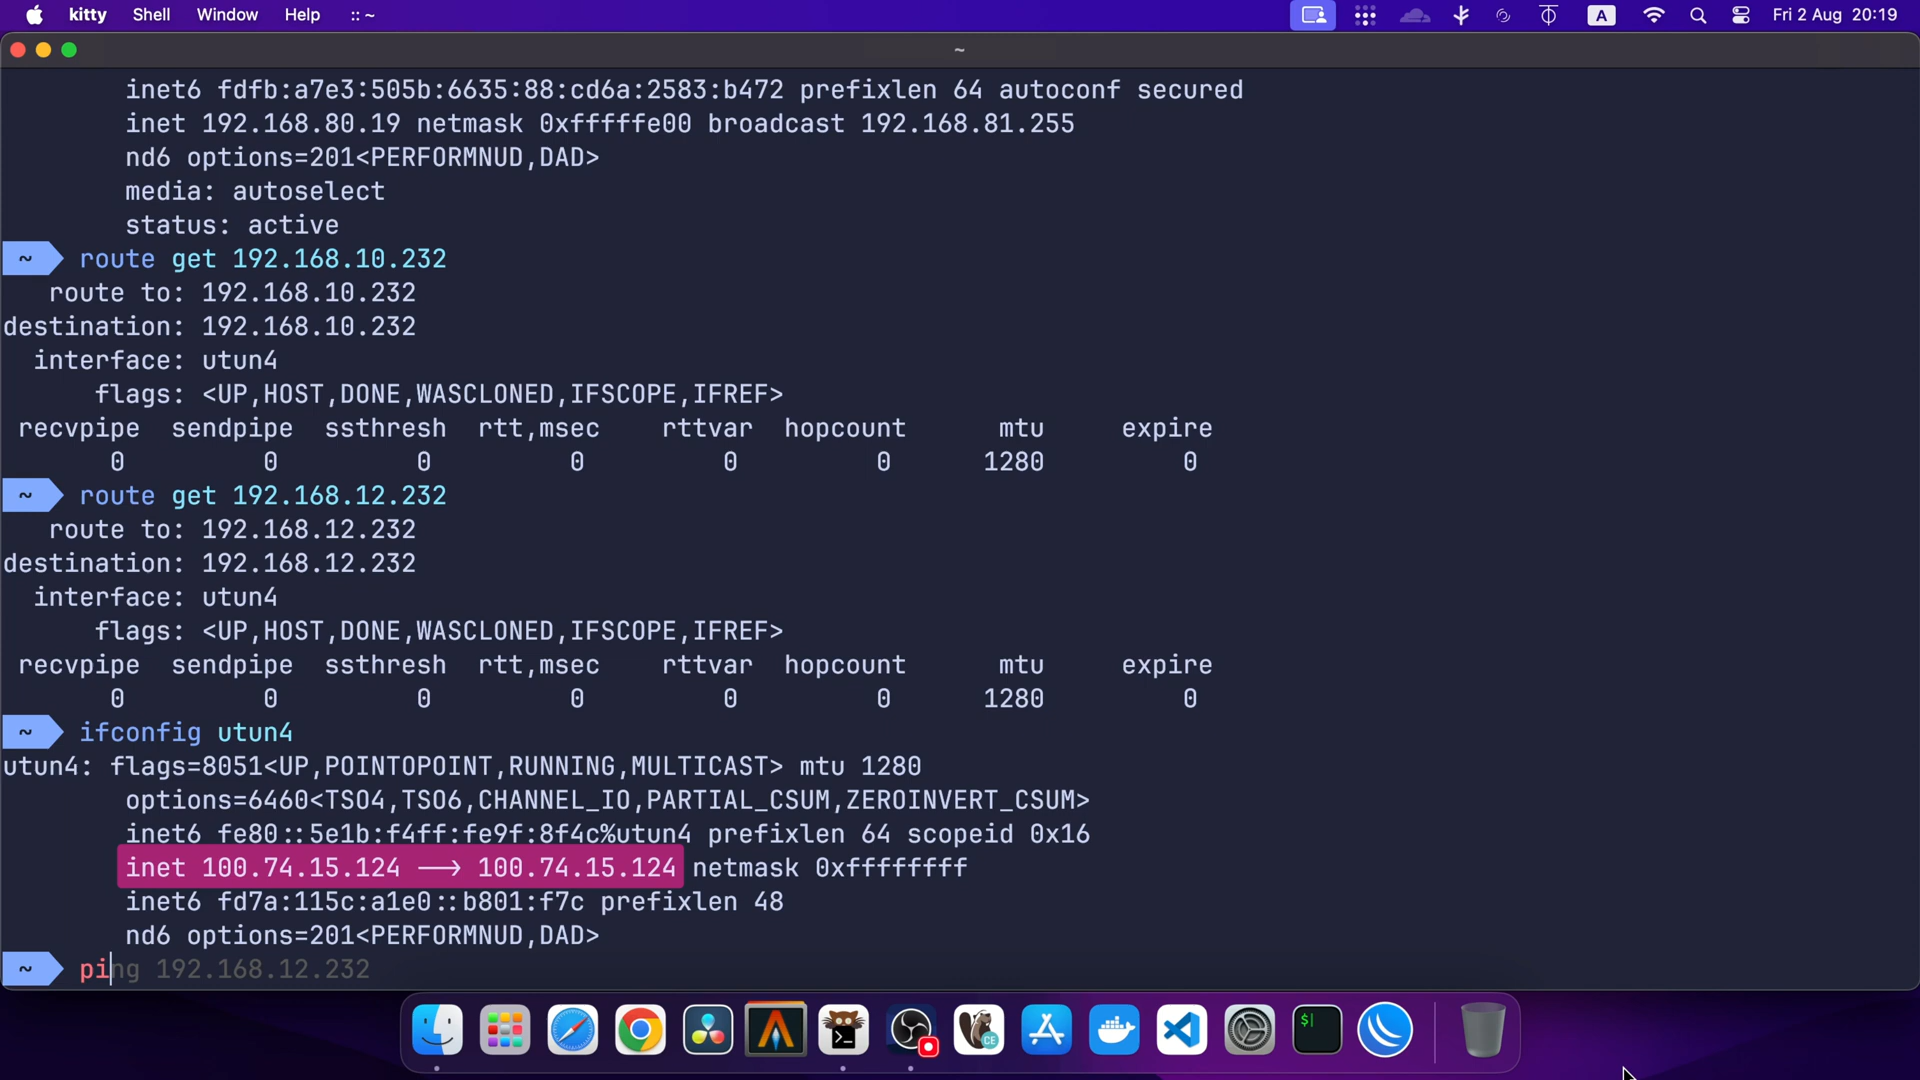 kitty Shell Window Help :: ~ A Fri 2 Aug 20:19
~
inet6 fdfb:a7e3:505b:6635:88:cd6a:2583:b472 prefixlen 64 autoconf secured
inet 192.168.80.19 netmask 0xfffffe00 broadcast 192.168.81.255
nd6 options=201<PERFORMNUD,DAD>
media: autoselect
status: active
~ route get 192.168.10.232
route to: 192.168.10.232
destination: 192.168.10.232
interface: utun4
flags: <UP,HOST,DONE,WASCLONED,IFSCOPE,IFREF>
recvpipe sendpipe ssthresh rtt,msec rttvar hopcount mtu expire
0 0 0 0 0 0 1280 0
~ route get 192.168.12.232
route to: 192.168.12.232
destination: 192.168.12.232
interface: utun4
flags: <UP,HOST,DONE,WASCLONED,IFSCOPE,IFREF>
recvpipe sendpipe ssthresh rtt,msec rttvar hopcount mtu expire
0 0 0 0 0 0 1280 0
~ ifconfig utun4
utun4: flags=8051<UP,POINTOPOINT,RUNNING,MULTICAST> mtu 1280
options=6460<TSO4,TSO6,CHANNEL_IO,PARTIAL_CSUM,ZEROINVERT_CSUM>
inet6 fe80::5e1b:f4ff:fe9f:8f4c%utun4 prefixlen 64 scopeid 0x16
inet 100.74.15.124 --> 100.74.15.124 netmask 0xffffffff
inet6 fd7a:115c:a1e0::b801:f7c prefixlen 48
nd6 options=201<PERFORMNUD,DAD>
~ ping 192.168.12.232
CE
$